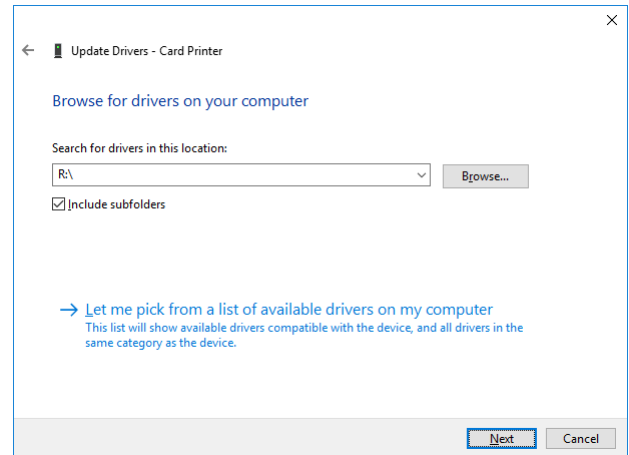 Update Drivers - Card Printer
Browse for drivers on your computer
Search for drivers in this location:
R:\
Browse...
Include subfolders
Let me pick from a list of available drivers on my computer
This list will show available drivers compatible with the device, and all drivers in the
same category as the device.
Next
Cancel